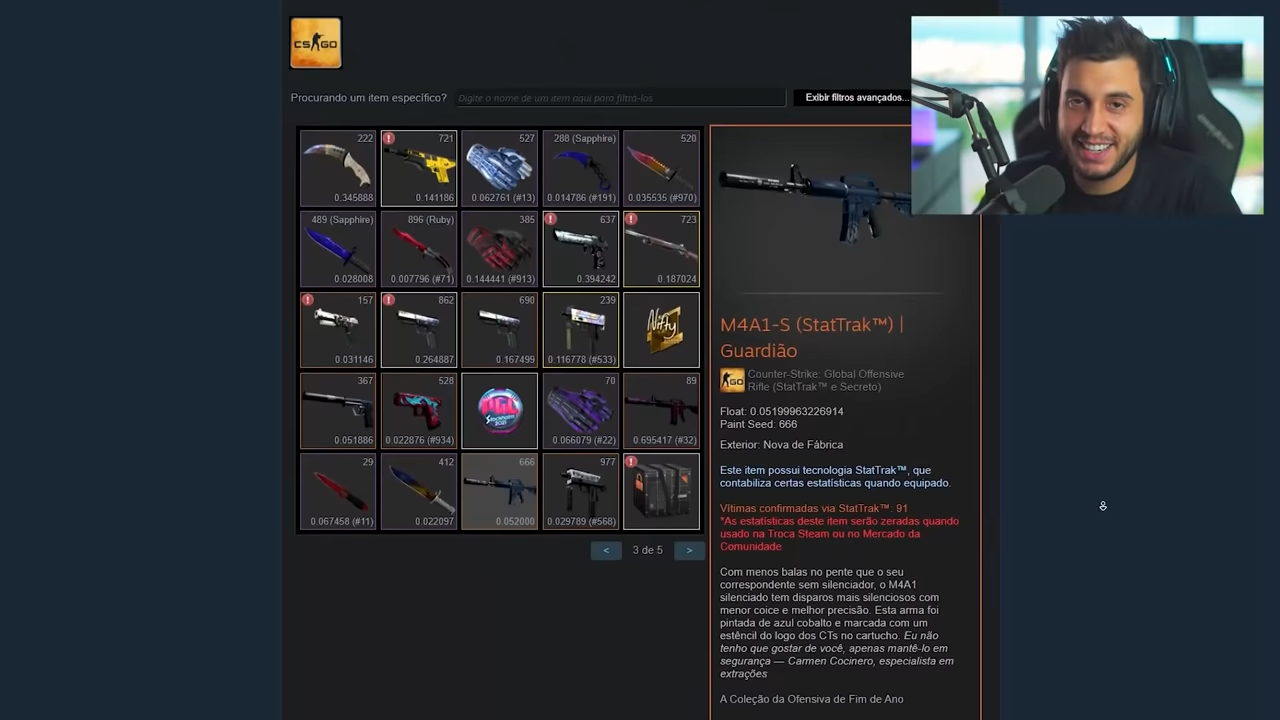 CS GO
Procurando um item específico?
Digite o nome de um item aqui para filtrá-los
Exibir filtros avançados...
222
0.345888
721
0.141186
527
0.062761 (#13)
288 (Sapphire)
0.014786 (#191)
520
0.035535 (#970)
489 (Sapphire)
0.028008
896 (Ruby)
0.007796 (#71)
385
0.144441 (#913)
637
0.394242
723
0.187024
157
0.031146
862
0.264887
690
0.167499
239
0.116778 (#533)
Nifty
367
0.051886
528
0.022876 (#934)
PGL
Stockholm
2021
70
0.066079 (#22)
89
0.695417 (#32)
29
0.067458 (#11)
412
0.022097
666
0.052000
977
0.029789 (#568)
<
3 de 5
>
M4A1-S (StatTrak™) |
Guardião
GO
Counter-Strike: Global Offensive
Rifle (StatTrak™ e Secreto)
Float: 0.05199963226914
Paint Seed: 666
Exterior: Nova de Fábrica
Este item possui tecnologia StatTrak™, que
contabiliza certas estatísticas quando equipado.
Vítimas confirmadas via StatTrak™: 91
*As estatísticas deste item serão zeradas quando
usado na Troca Steam ou no Mercado da
Comunidade
Com menos balas no pente que o seu
correspondente sem silenciador, o M4A1
silenciado tem disparos mais silenciosos com
menor coice e melhor precisão. Esta arma foi
pintada de azul cobalto e marcada com um
estêncil do logo dos CTs no cartucho. Eu não
tenho que gostar de você, apenas mantê-lo em
segurança — Carmen Cocinero, especialista em
extrações
A Coleção da Ofensiva de Fim de Ano